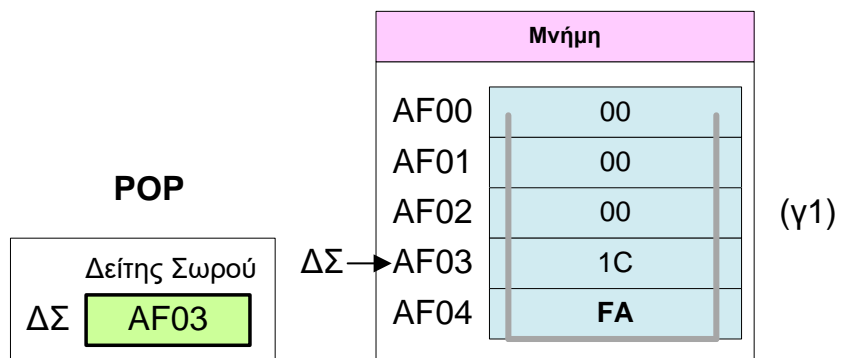 Μνήμη
AF00 00
AF01 00
POP
AF02 00
(γ1)
Δείτης Σωρού
ΔΣ AF03 1C
ΔΣ AF03
AF04 FA